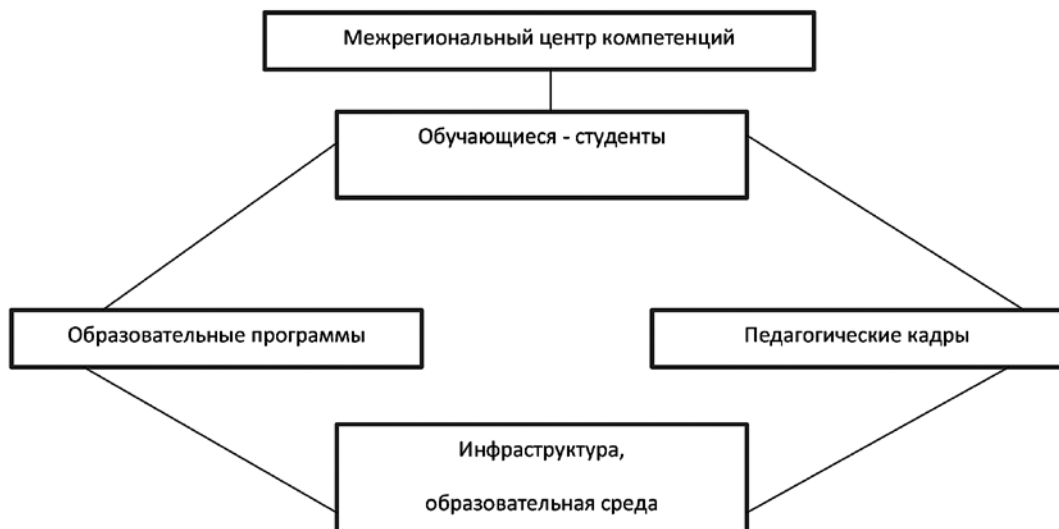 Межрегиональный центр компетенций
Обучающиеся - студенты
Образовательные программы
Педагогические кадры
Инфраструктура,
образовательная среда